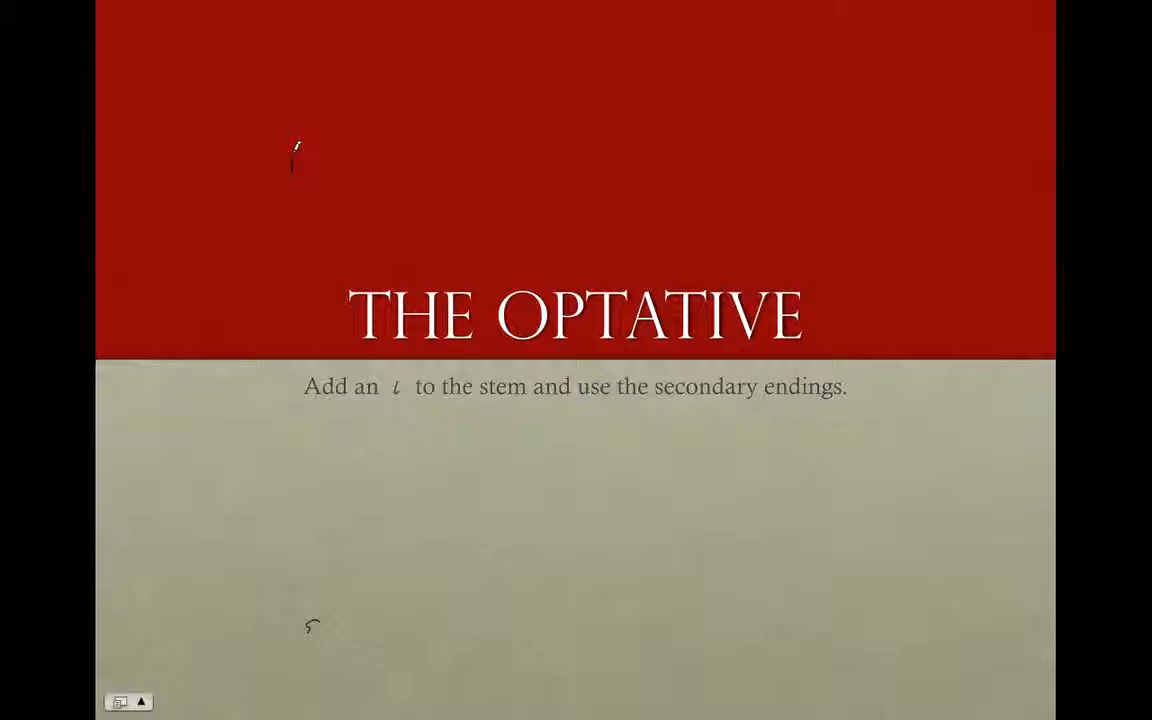 THE OPTATIVE
Add an ι to the stem and use the secondary endings.